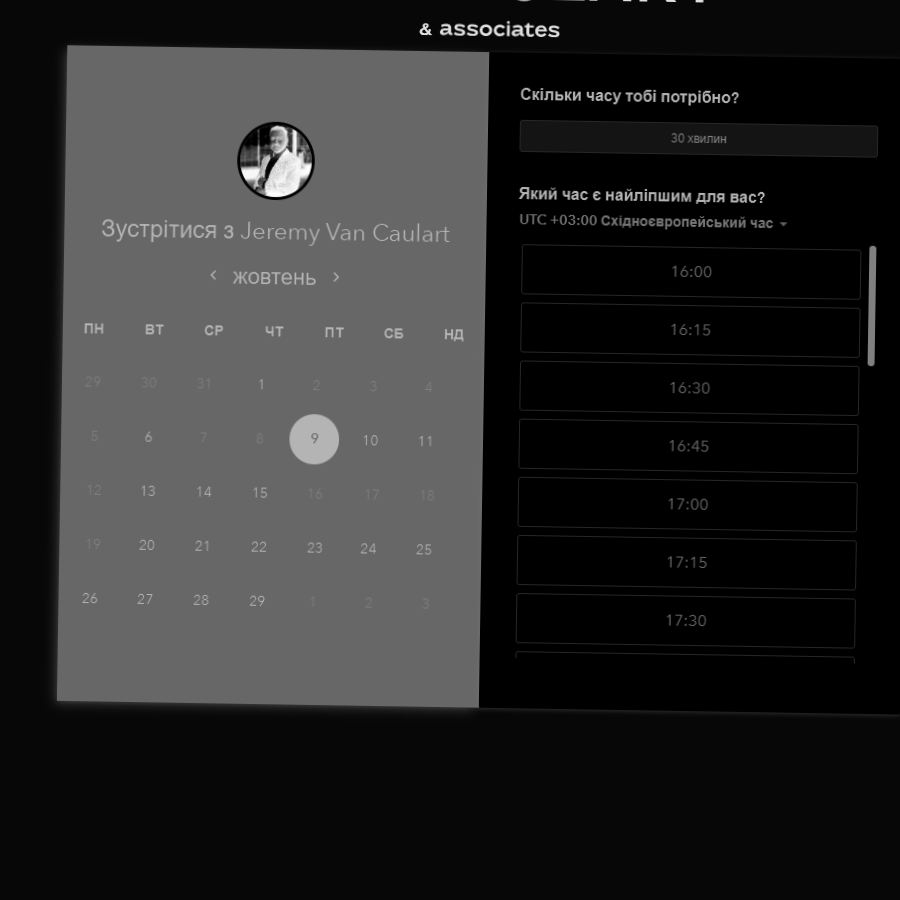 & associates
Зустрітися з Jeremy Van Caulart
жовтень
ПН ВТ СР ЧТ ПТ СБ НД
29 30 31 1 2 3 4
5 6 7 8 9 10 11
12 13 14 15 16 17 18
19 20 21 22 23 24 25
26 27 28 29 1 2 3
Скільки часу тобі потрібно?
30 хвилин
Який час є найліпшим для вас?
UTC +03:00 Східноєвропейський час
16:00
16:15
16:30
16:45
17:00
17:15
17:30